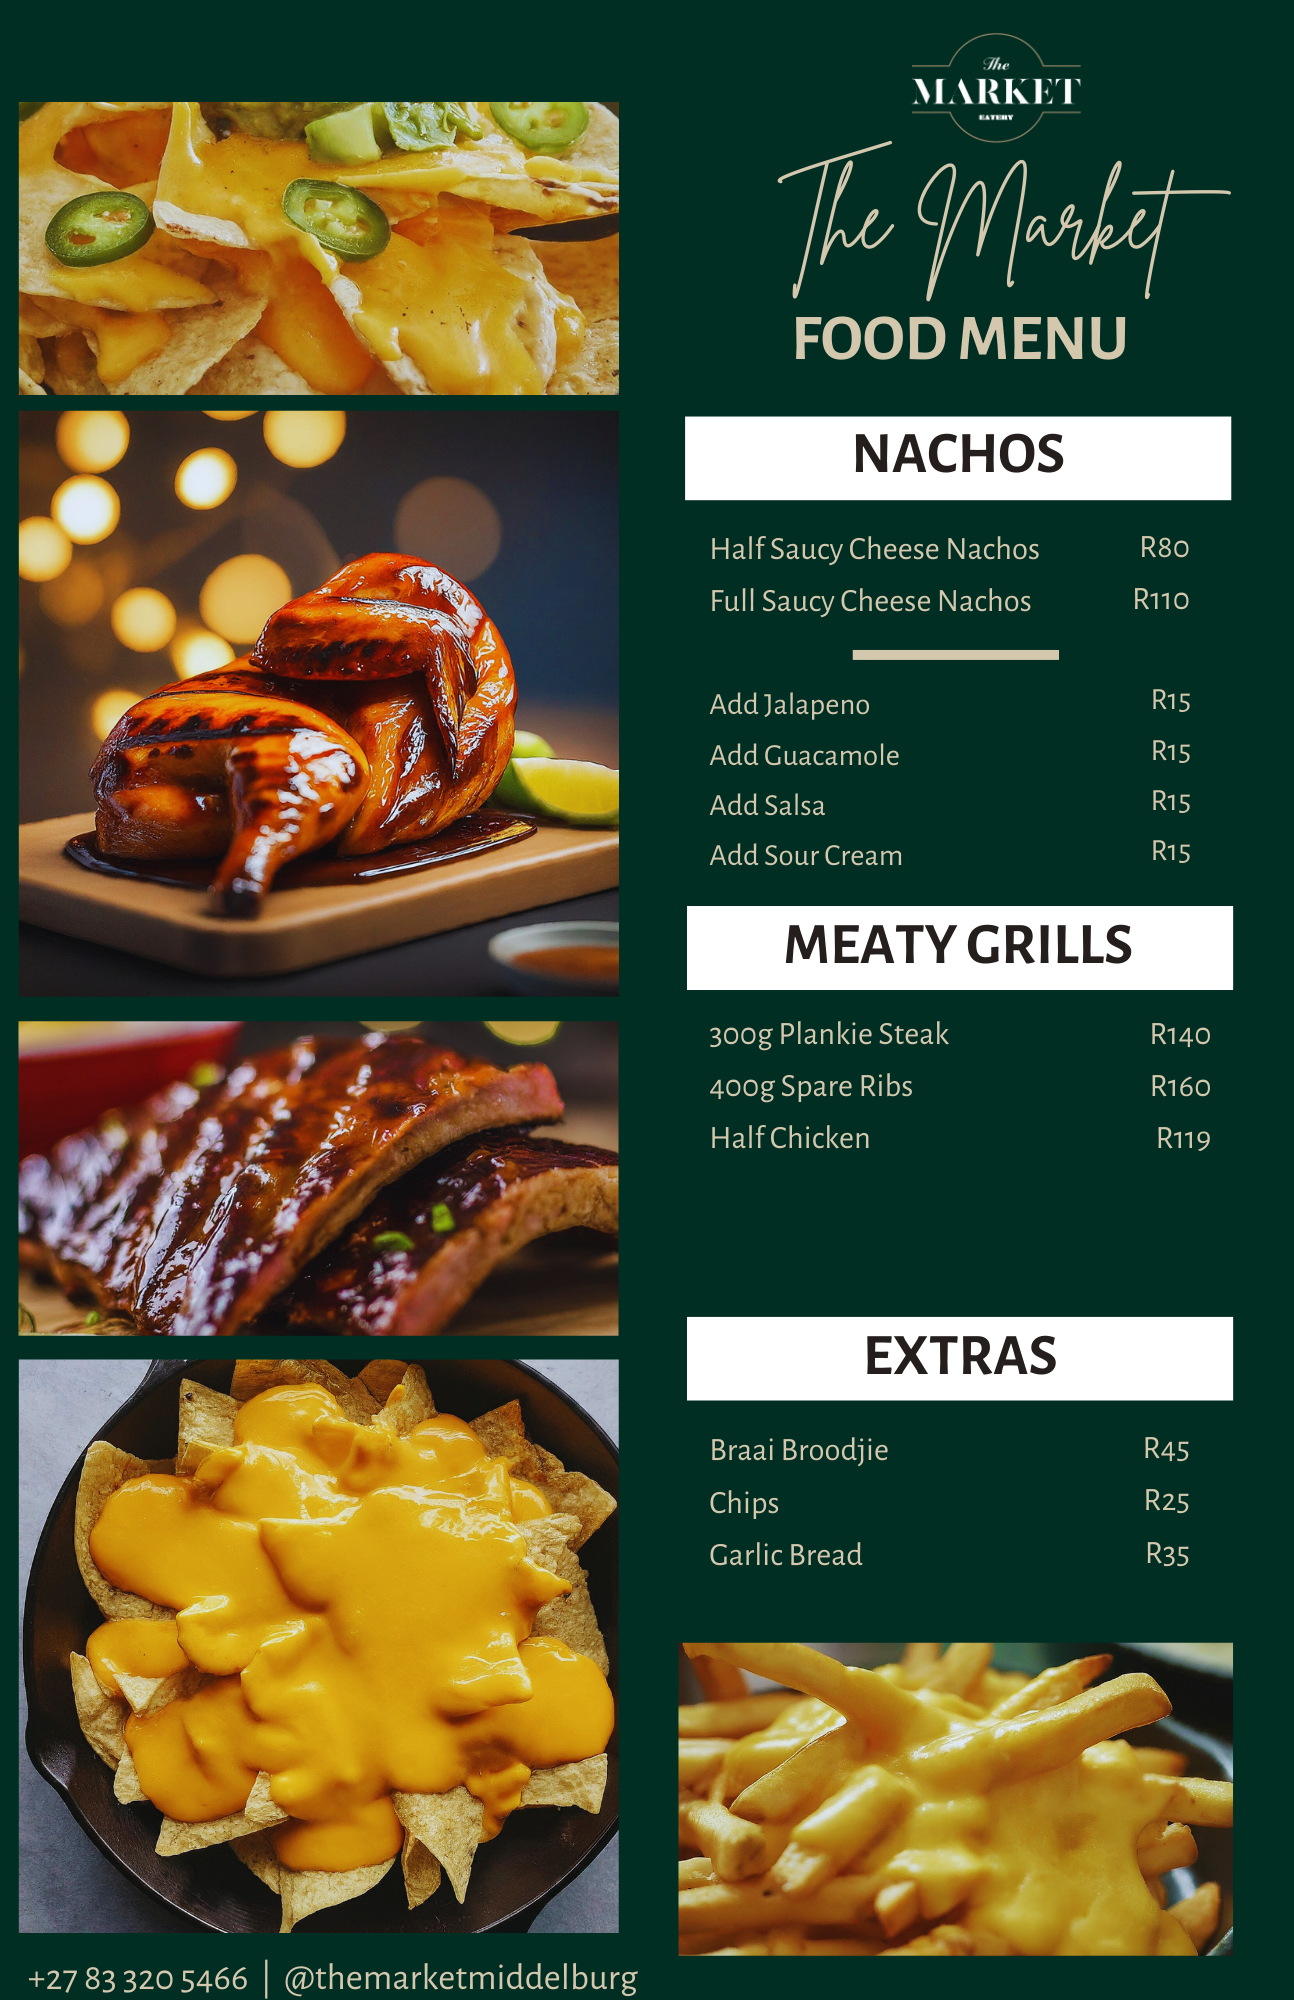 The
MARKET
EATERY
The Market
FOOD MENU
NACHOS
Half Saucy Cheese Nachos R80
Full Saucy Cheese Nachos R110
Add Jalapeno R15
Add Guacamole R15
Add Salsa R15
Add Sour Cream R15
MEATY GRILLS
300g Plankie Steak R140
400g Spare Ribs R160
Half Chicken R119
EXTRAS
Braai Broodjie R45
Chips R25
Garlic Bread R35
+27 83 320 5466 | @themarketmiddelburg